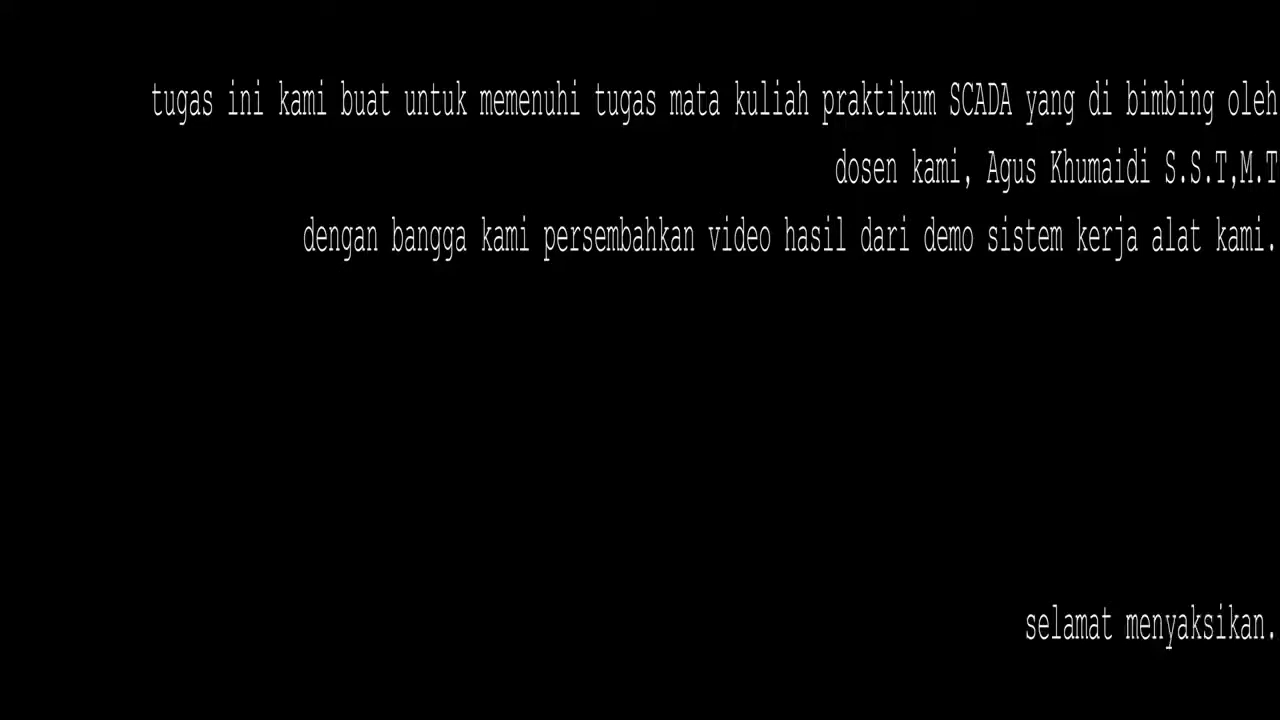 tugas ini kami buat untuk memenuhi tugas mata kuliah praktikum SCADA yang di bimbing oleh
dosen kami, Agus Khumaidi S.S.T,M.T
dengan bangga kami persembahkan video hasil dari demo sistem kerja alat kami.
selamat menyaksikan.